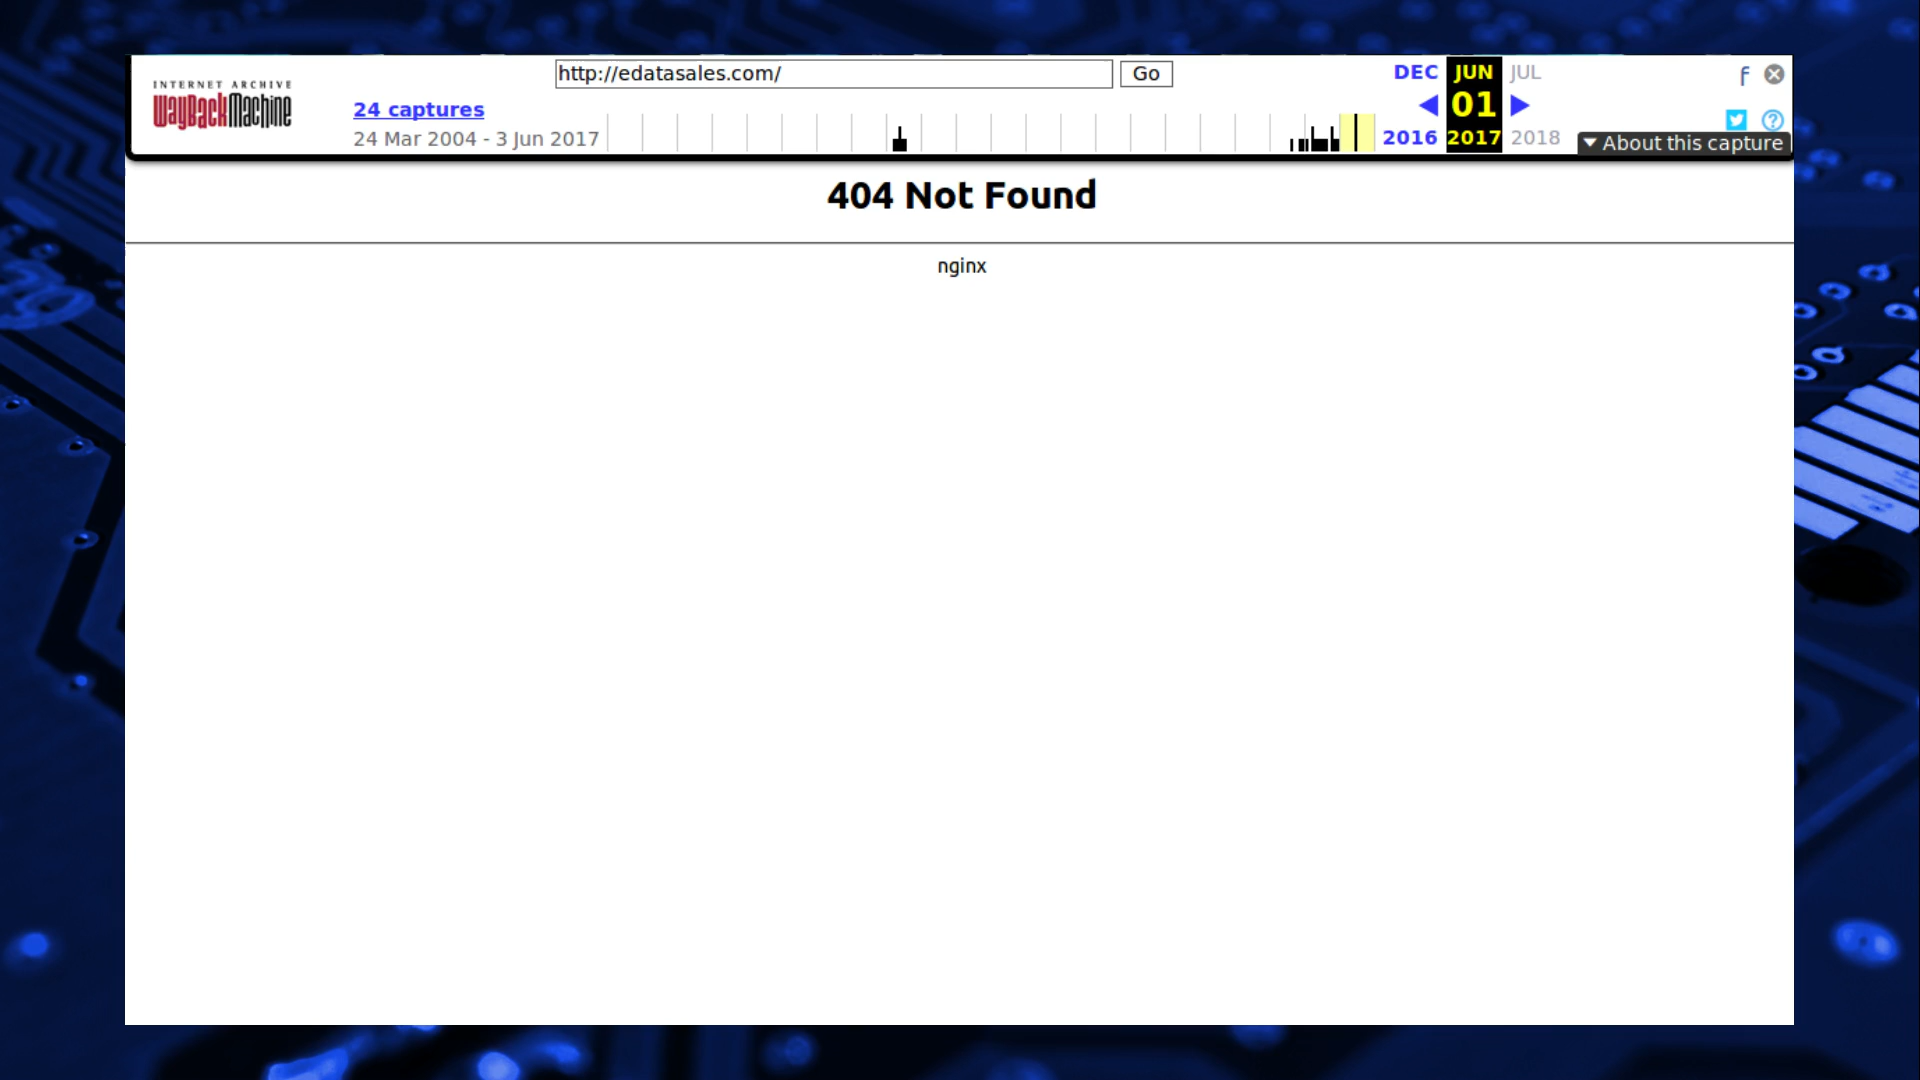 INTERNET ARCHIVE
WayBackMachine
http://edatasales.com/
Go
24 captures
24 Mar 2004 - 3 Jun 2017
DEC JUN JUL
01
2016 2017 2018
f
?
About this capture
404 Not Found
nginx